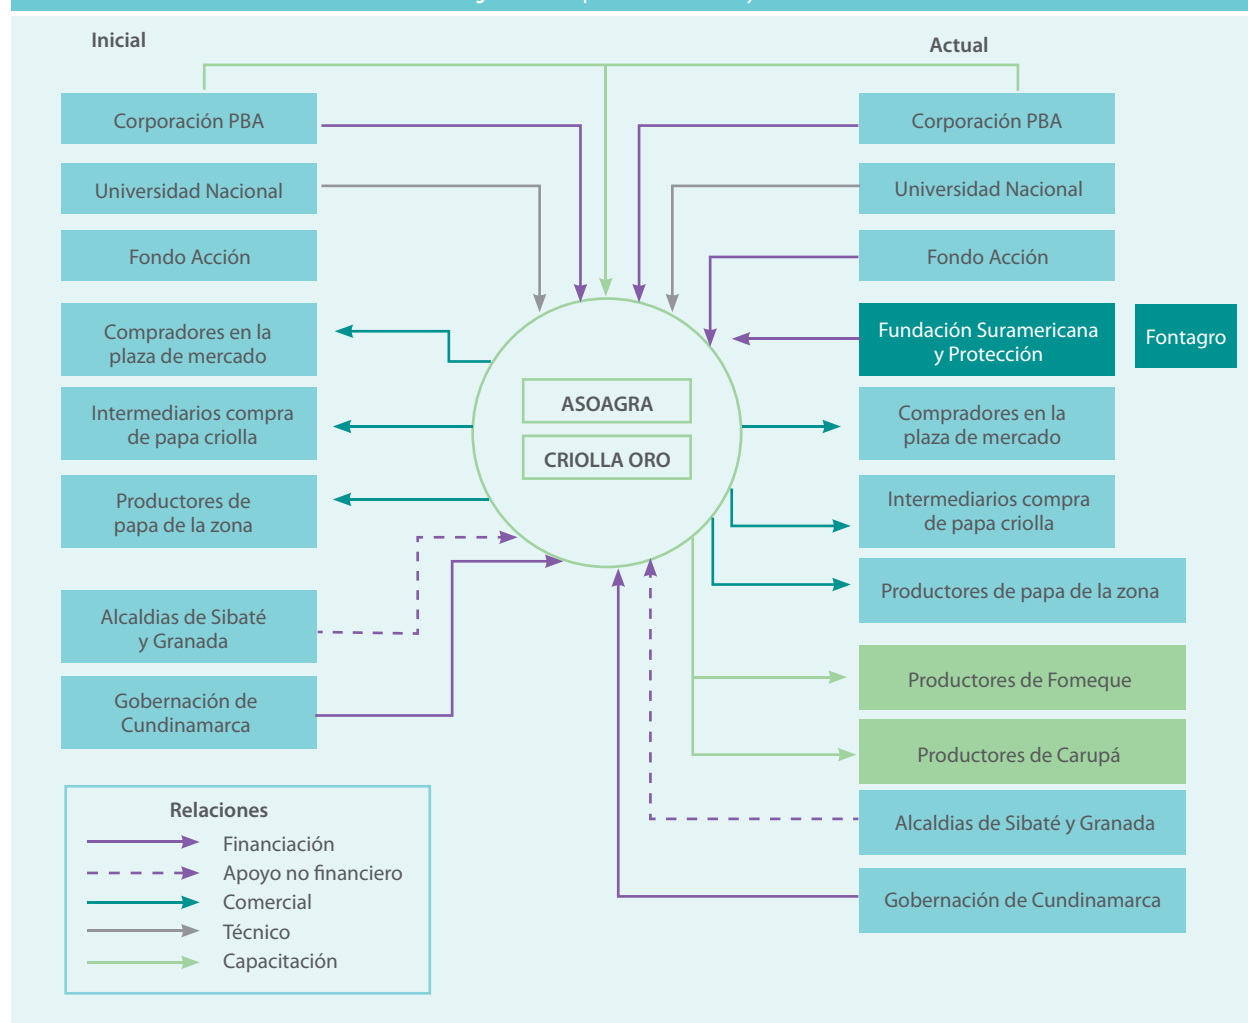 Inicial
Actual
Corporación PBA
Universidad Nacional
Fondo Acción
Compradores en la
plaza de mercado
Intermediarios compra
de papa criolla
Productores de
papa de la zona
Alcaldias de Sibaté
y Granada
Gobernación de
Cundinamarca
ASOAGRA
CRIOLLA ORO
Corporación PBA
Universidad Nacional
Fondo Acción
Fundación Suramericana
y Protección
Fontagro
Compradores en la
plaza de mercado
Intermediarios compra
de papa criolla
Productores de papa de la zona
Productores de Fomeque
Productores de Carupá
Alcaldias de Sibaté y Granada
Gobernación de Cundinamarca
Relaciones
Financiación
Apoyo no financiero
Comercial
Técnico
Capacitación